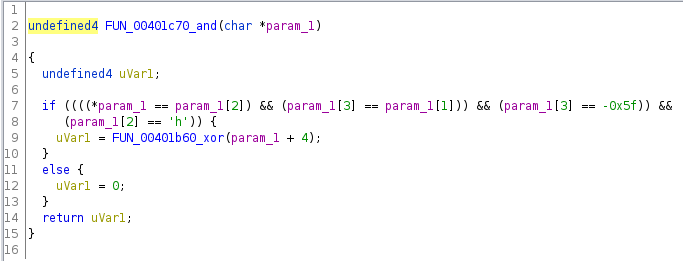 1
2 undefined4 FUN_00401c70_and(char *param_1)
3
4 {
5 undefined4 uVar1;
6
7 if ((((*param_1 == param_1[2]) && (param_1[3] == param_1[1])) && (param_1[3] == -0x5f)) &&
8 (param_1[2] == 'h')) {
9 uVar1 = FUN_00401b60_xor(param_1 + 4);
10 }
11 else {
12 uVar1 = 0;
13 }
14 return uVar1;
15 }
16